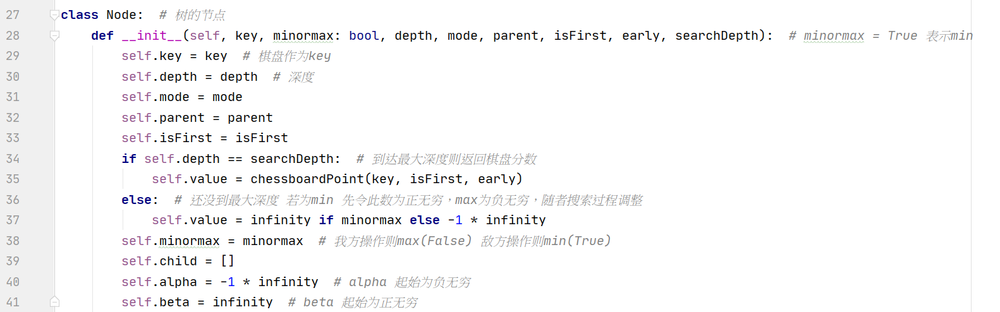 27 class Node:  # 树的节点
28     def __init__(self, key, minormax: bool, depth, mode, parent, isFirst, early, searchDepth):  # minormax = True 表示min
29         self.key = key  # 棋盘作为key
30         self.depth = depth  # 深度
31         self.mode = mode
32         self.parent = parent
33         self.isFirst = isFirst
34         if self.depth == searchDepth:  # 到达最大深度则返回棋盘分数
35             self.value = chessboardPoint(key, isFirst, early)
36         else:  # 还没到最大深度 若为min 先令此数为正无穷，max为负无穷，随者搜索过程调整
37             self.value = infinity if minormax else -1 * infinity
38         self.minormax = minormax  # 我方操作则max(False) 敌方操作则min(True)
39         self.child = []
40         self.alpha = -1 * infinity  # alpha 起始为负无穷
41         self.beta = infinity  # beta 起始为正无穷